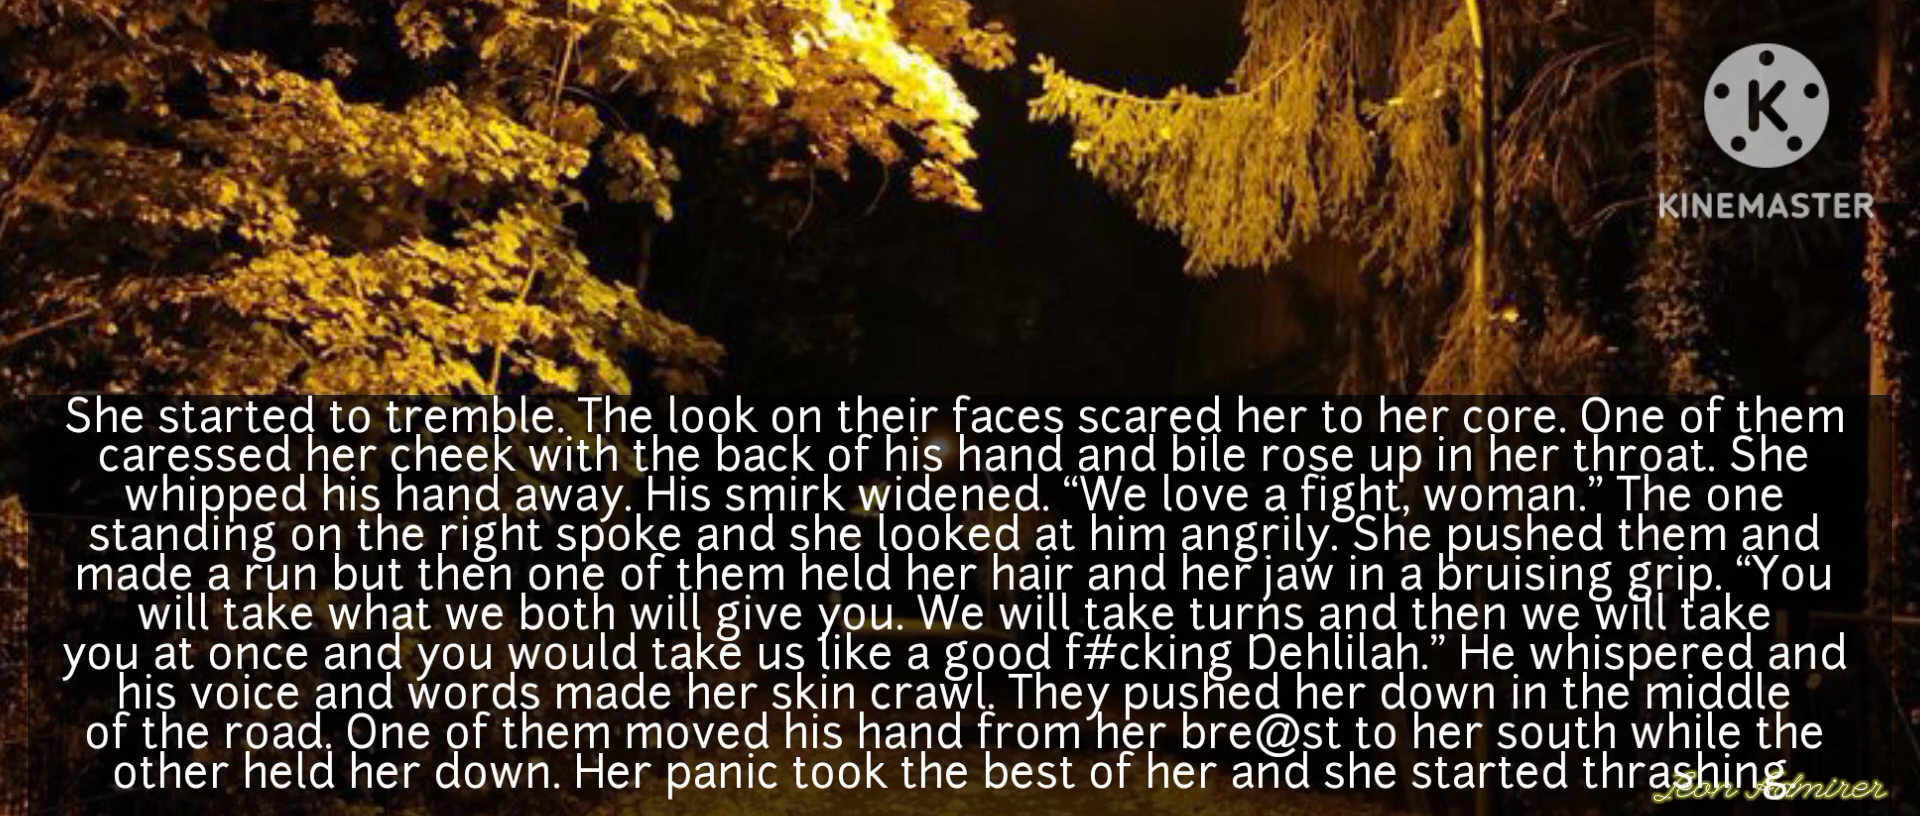 K
KINEMASTER
She started to tremble. The look on their faces scared her to her core. One of them
caressed her cheek with the back of his hand and bile rose up in her throat. She
whipped his hand away. His smirk widened. “We love a fight, woman.” The one
standing on the right spoke and she looked at him angrily. She pushed them and
made a run but then one of them held her hair and her jaw in a bruising grip. “You
will take what we both will give you. We will take turns and then we will take
you at once and you would take us like a good f#cking Dehlilah.” He whispered and
his voice and words made her skin crawl. They pushed her down in the middle
of the road. One of them moved his hand from her bre@st to her south while the
other held her down. Her panic took the best of her and she started thrashing
Leon Admirer